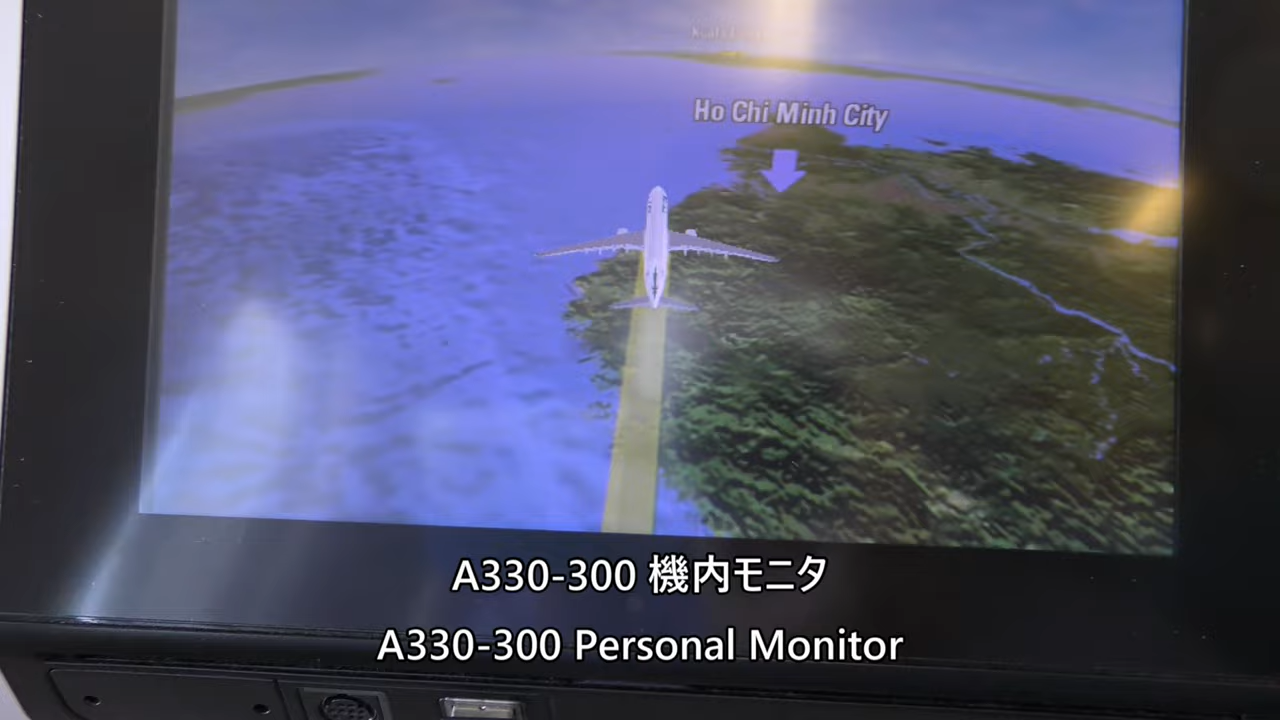 Ho Chi Minh City
A330-300 機内モニタ
A330-300 Personal Monitor